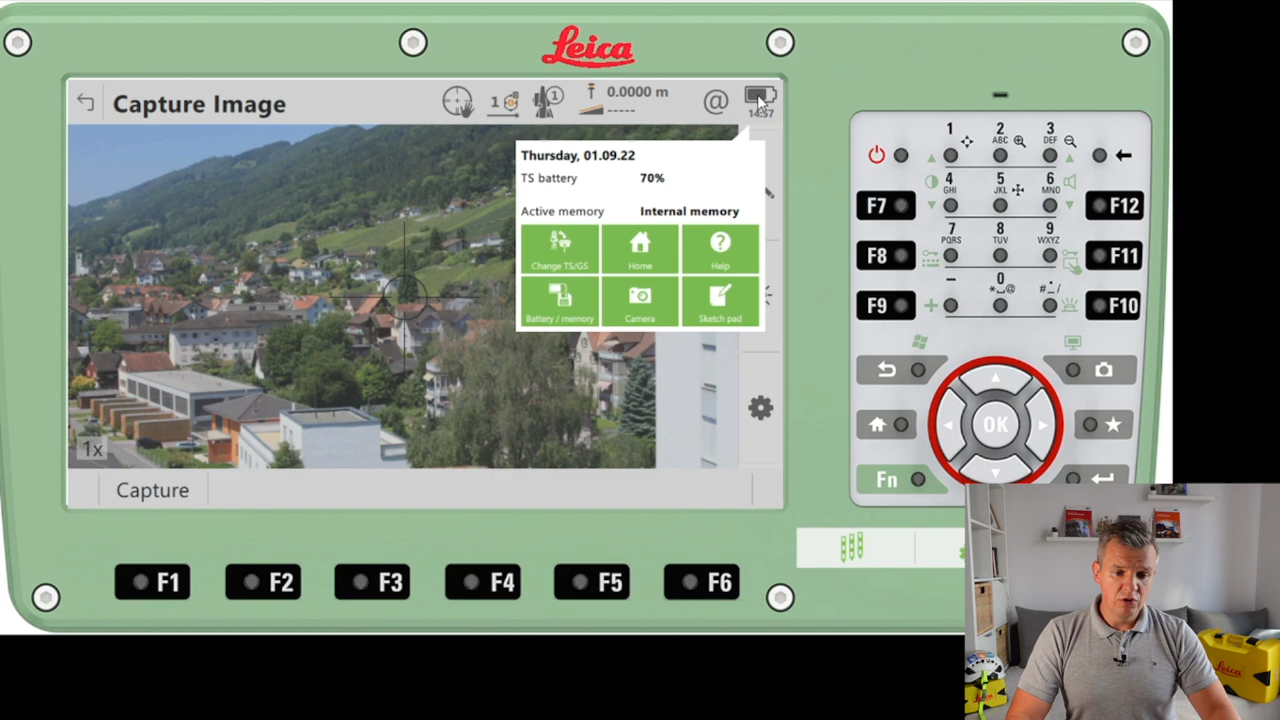 Leica
Capture Image
1
1
0.0000 m
-----
@
14:57
Thursday, 01.09.22
TS battery 70%
Active memory Internal memory
Change TS/GS Home Help
Battery / memory Camera Sketch pad
1x
Capture
F1 F2 F3 F4 F5 F6
1 2 3
ABC DEF
4 5 6
GHI JKL MNO
7 8 9
PQRS TUV WXYZ
- 0 .
*⎵@ #_/
F7 F12
F8 F11
F9 F10
OK
Fn
Leica